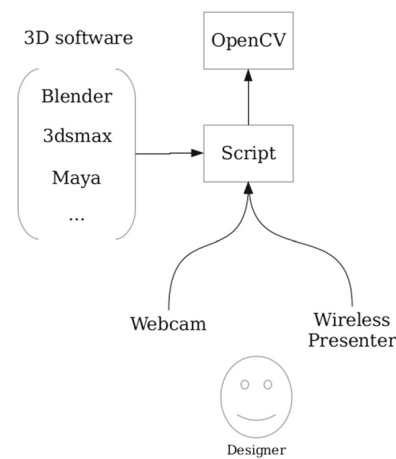 3D software
OpenCV
Blender
3dsmax
Maya
...
Script
Webcam
Wireless
Presenter
Designer